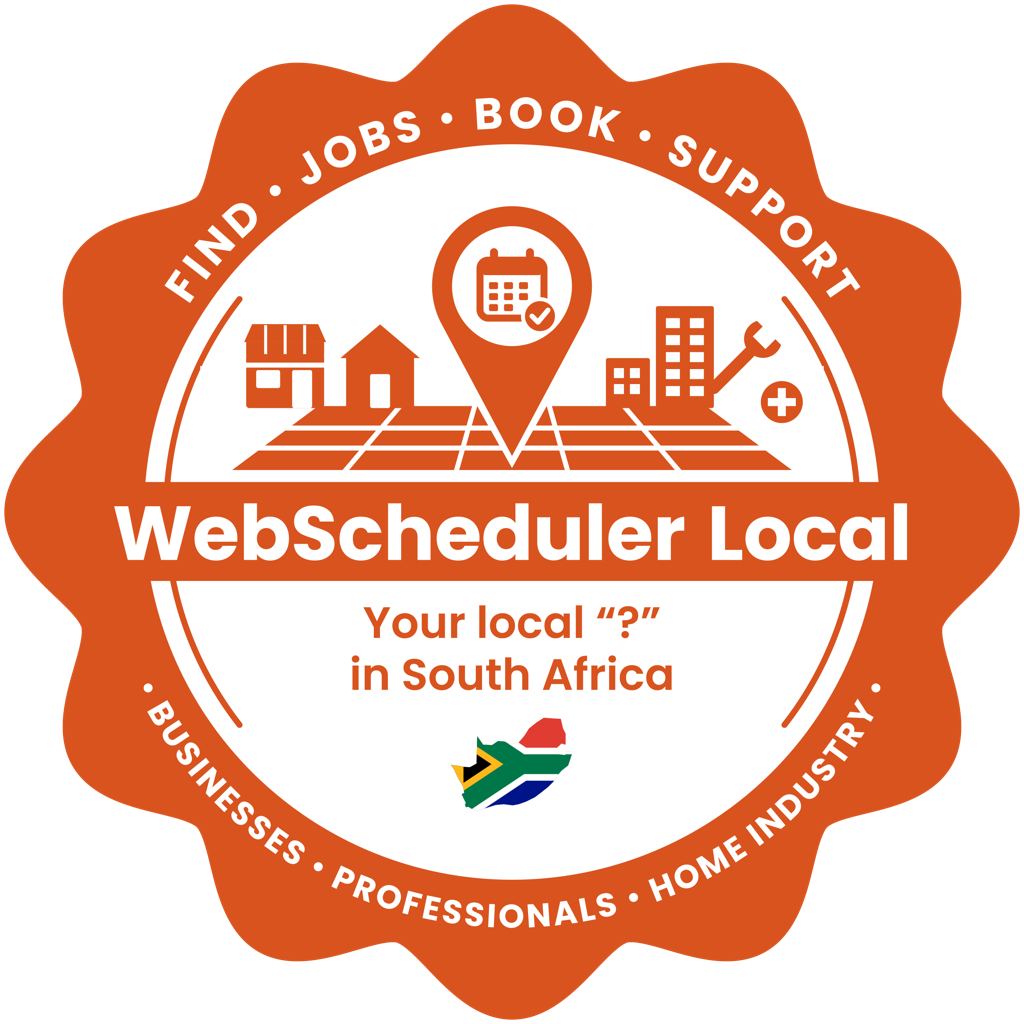 FIND • JOBS • BOOK • SUPPORT
WebScheduler Local
Your local “?”
in South Africa
• BUSINESSES • PROFESSIONALS • HOME INDUSTRY •